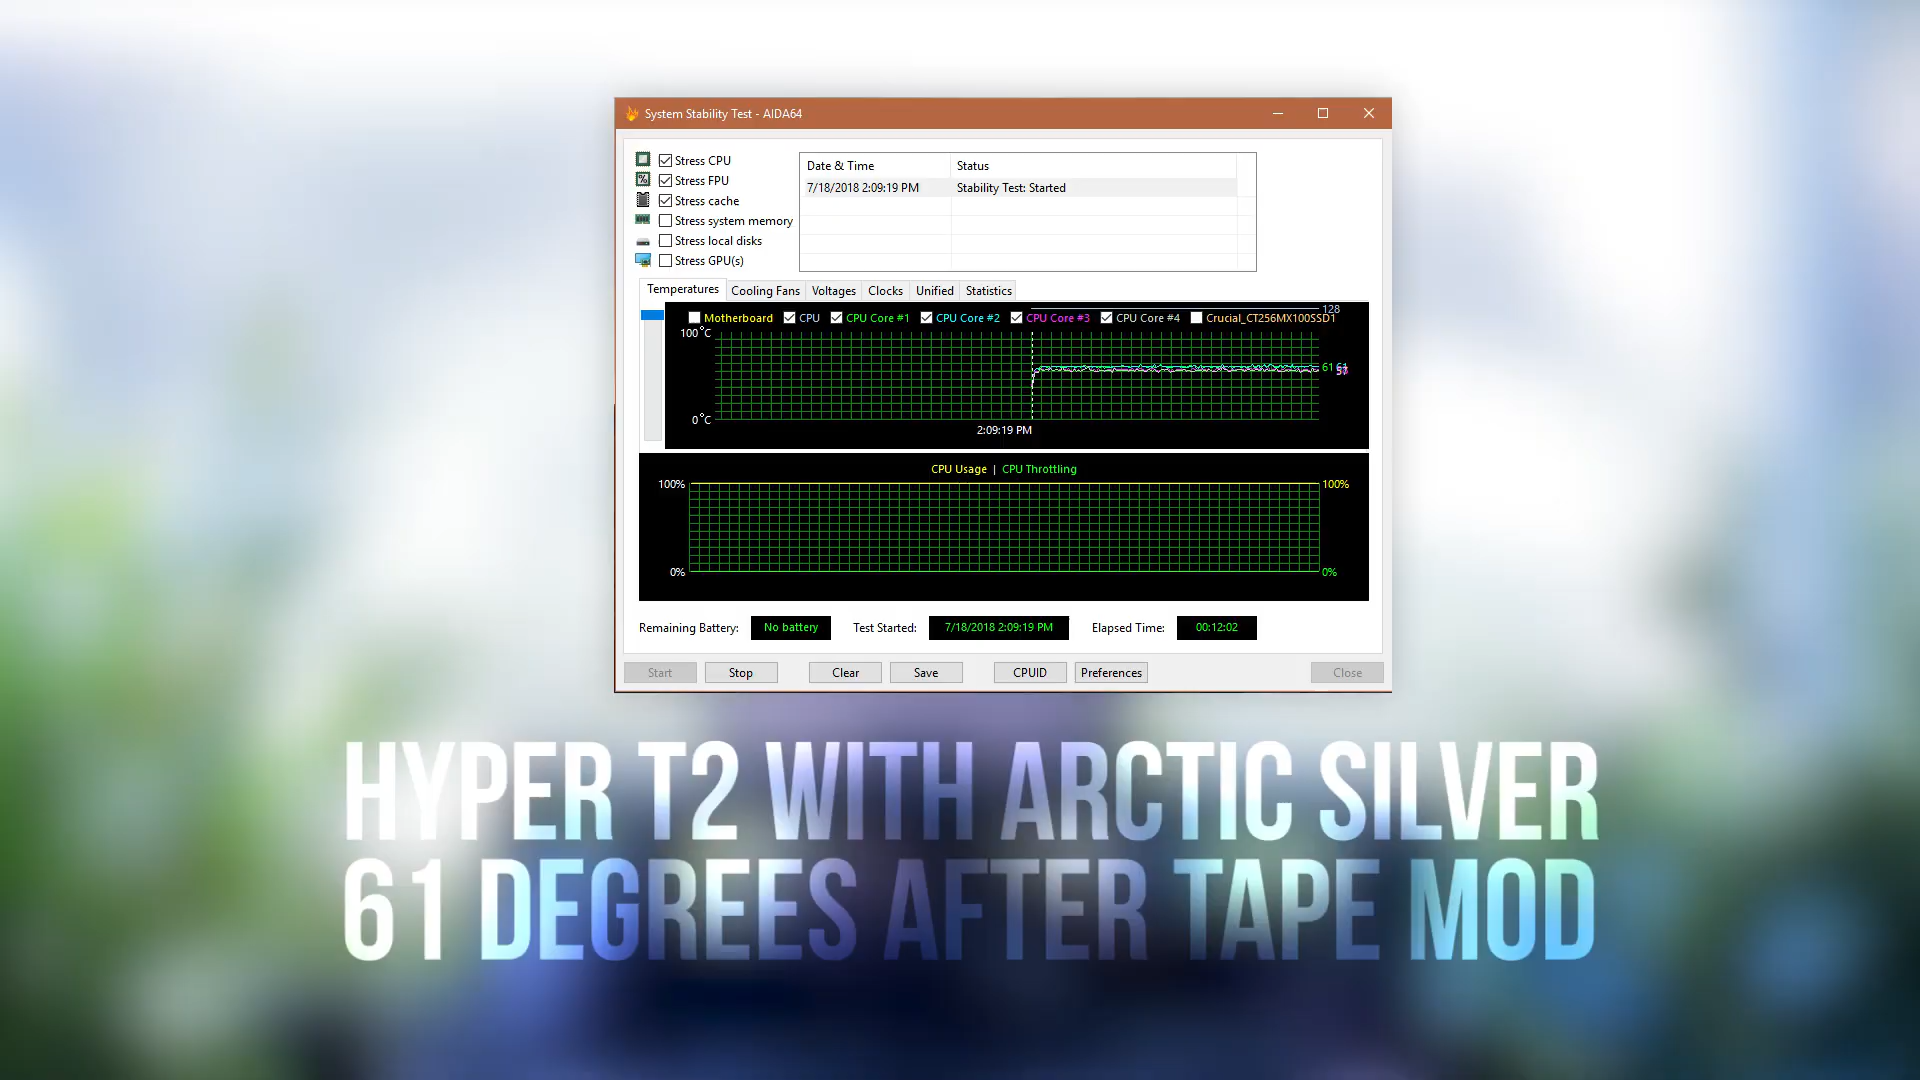 System Stability Test - AIDA64
Stress CPU
Stress FPU
Stress cache
Stress system memory
Stress local disks
Stress GPU(s)
Date & Time Status
7/18/2018 2:09:19 PM Stability Test: Started
Temperatures Cooling Fans Voltages Clocks Unified Statistics
128
Motherboard CPU CPU Core #1 CPU Core #2 CPU Core #3 CPU Core #4 Crucial_CT256MX100SSD1
100°C
61
0°C
2:09:19 PM
CPU Usage | CPU Throttling
100% 100%
0% 0%
Remaining Battery: No battery Test Started: 7/18/2018 2:09:19 PM Elapsed Time: 00:12:02
Start Stop Clear Save CPUID Preferences Close
HYPER T2 WITH ARCTIC SILVER
61 DEGREES AFTER TAPE MOD